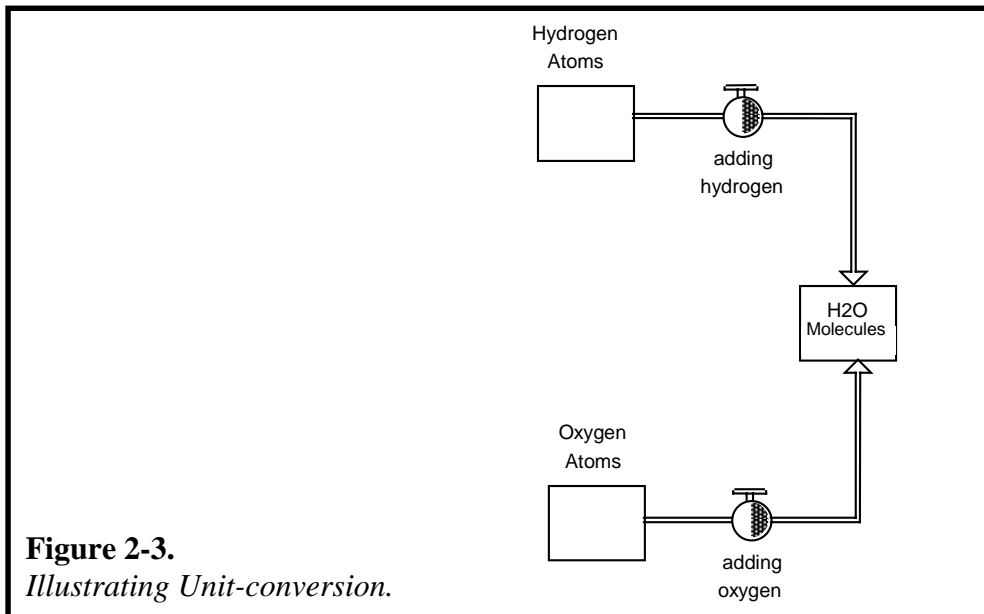 Hydrogen
Atoms
adding
hydrogen
H2O
Molecules
Oxygen
Atoms
adding
oxygen
Figure 2-3.
Illustrating Unit-conversion.